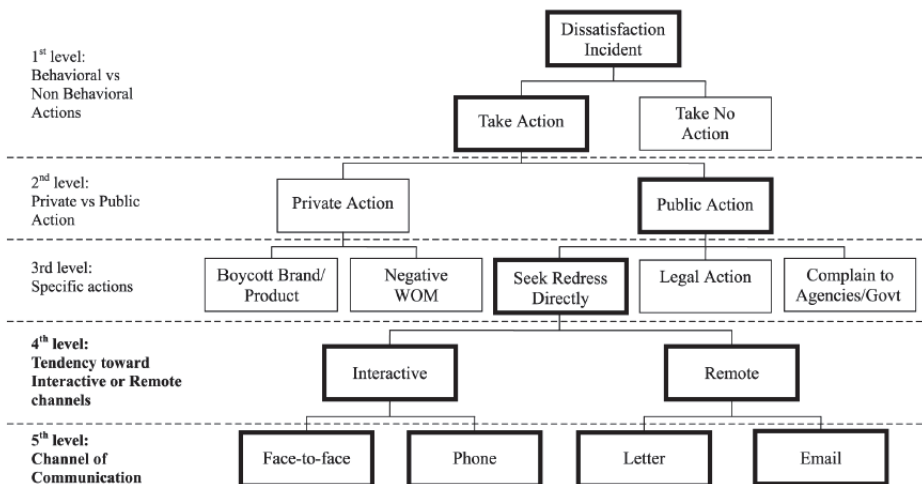 Dissatisfaction
Incident
1st level:
Behavioral vs
Non Behavioral
Actions
Take Action
Take No
Action
2nd level:
Private vs Public
Action
Private Action
Public Action
3rd level:
Specific actions
Boycott Brand/
Product
Negative
WOM
Seek Redress
Directly
Legal Action
Complain to
Agencies/Govt
4th level:
Tendency toward
Interactive or Remote
channels
Interactive
Remote
5th level:
Channel of
Communication
Face-to-face
Phone
Letter
Email